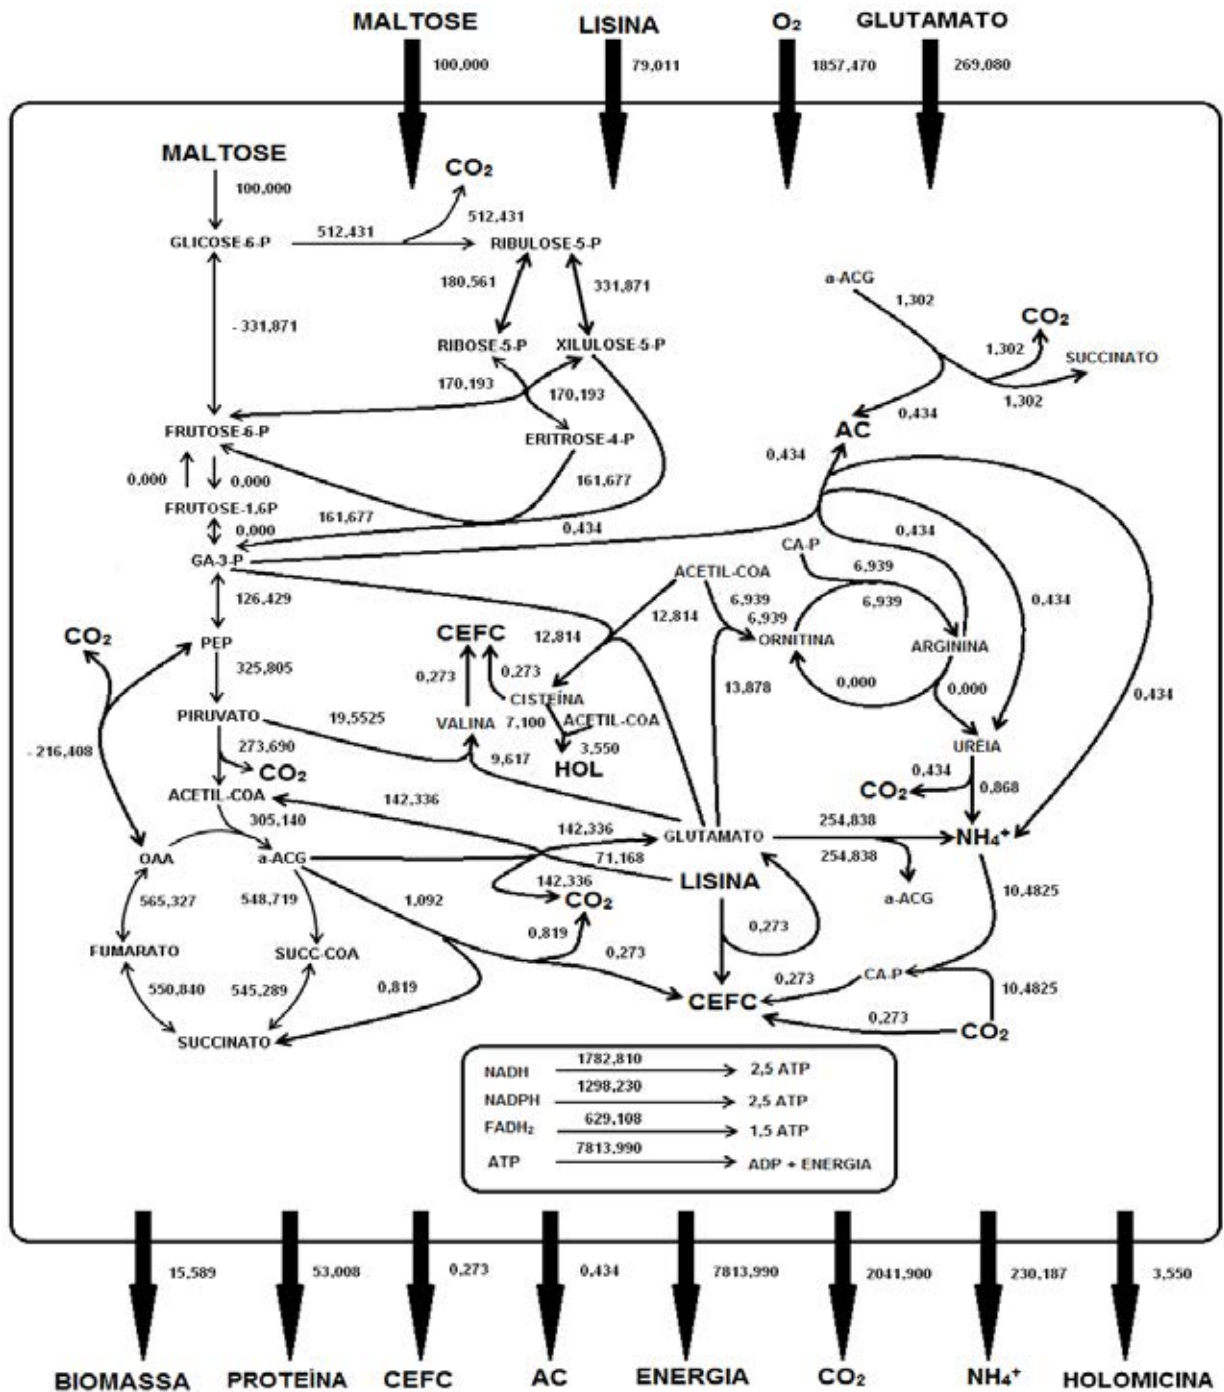 MALTOSE
LISINA
O₂
GLUTAMATO
100,000
79,011
1857,470
269,080
MALTOSE
CO₂
100,000
512,431
512,431
GLICOSE-6-P
RIBULOSE-5-P
180,561
331,871
a-ACG
1,302
CO₂
- 331,871
RIBOSE-5-P
XILULOSE-5-P
1,302
SUCCINATO
170,193
170,193
1,302
0,434
FRUTOSE-6-P
ERITROSE-4-P
AC
0,434
0,000
0,000
161,677
FRUTOSE-1,6P
161,677
0,434
0,434
0,000
GA-3-P
CA-P
6,939
ACETIL-COA
126,429
6,939
6,939
12,814
6,939
0,434
CO₂
CEFC
12,814
PEP
ORNITINA
ARGININA
325,805
0,273
0,273
13,878
0,000
0,000
0,434
CISTEÍNA
PIRUVATO
19,5525
VALINA
7,100
ACETIL-COA
- 216,408
273,690
9,617
3,550
URÉIA
CO₂
HOL
0,434
0,868
ACETIL-COA
142,336
CO₂
305,140
142,336
GLUTAMATO
254,838
NH₄⁺
OAA
a-ACG
71,168
254,838
142,336
LISINA
565,327
548,719
1,092
CO₂
a-ACG
10,4825
0,819
0,273
FUMARATO
SUCC-COA
0,273
550,840
545,289
0,819
0,273
CA-P
10,4825
CEFC
0,273
CO₂
SUCCINATO
1782,810
NADH
2,5 ATP
1298,230
NADPH
2,5 ATP
629,108
FADH₂
1,5 ATP
7813,990
ATP
ADP + ENERGIA
15,589
53,008
0,273
0,434
7813,990
2041,900
230,187
3,550
BIOMASSA
PROTEÍNA
CEFC
AC
ENERGIA
CO₂
NH₄⁺
HOLOMICINA